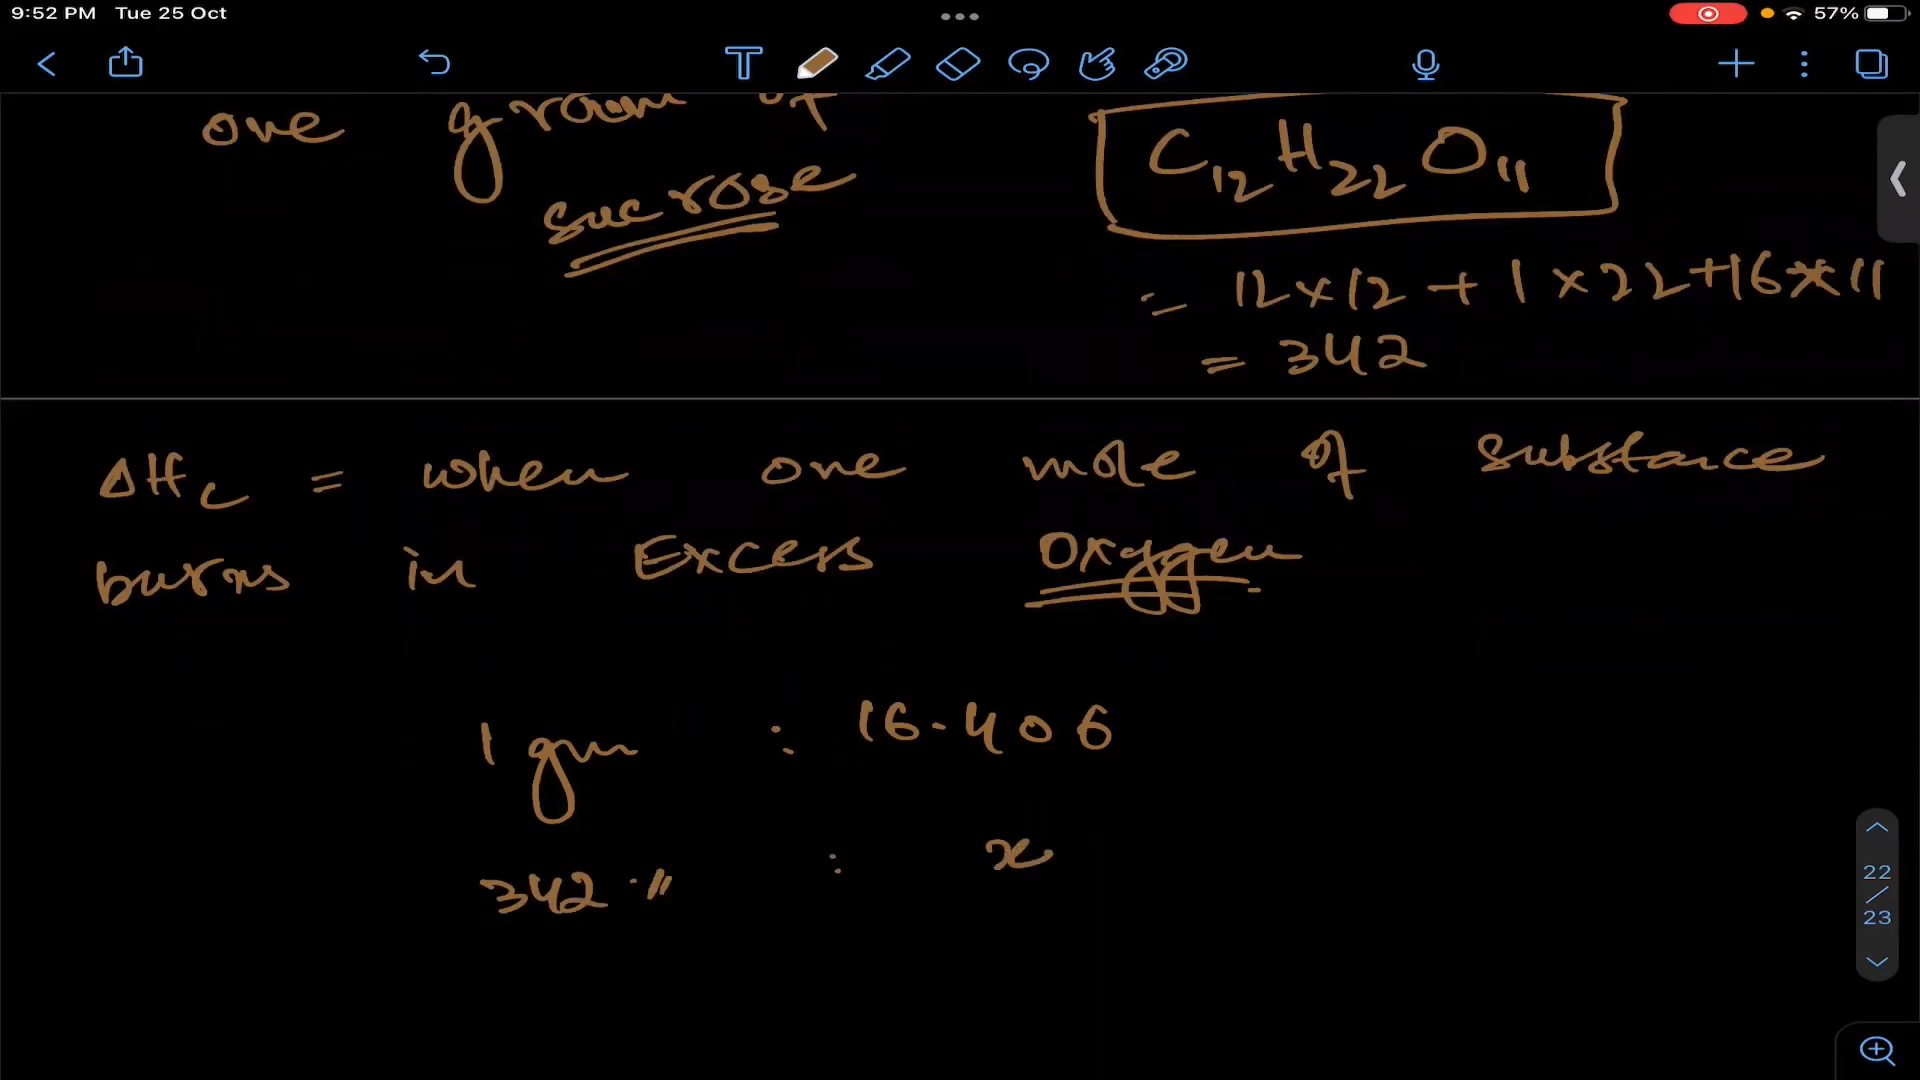 9:52 PM Tue 25 Oct
57%
T
one gram of
sucrose
C₁₂H₂₂O₁₁
= 12×12 + 1×22+16×11
= 342
ΔHc = when one mole of substance
burns in Excess Oxygen
1 gm : 16.406
342 〃 : x
22
/
23